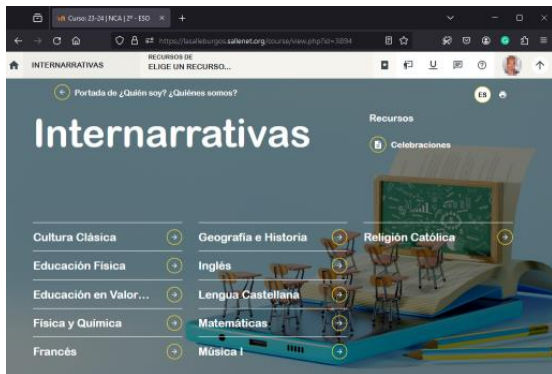 Curso: 23-24 | NCA | 2º - ESO
https://lasalleburgos.sallenet.org/course/view.php?id=3894
INTERNARRATIVAS
RECURSOS DE
ELIGE UN RECURSO...
Portada de ¿Quién soy? ¿Quiénes somos?
ES
Internarrativas
Recursos
Celebraciones
Cultura Clásica
Geografía e Historia
Religión Católica
Educación Física
Inglés
Educación en Valor...
Lengua Castellana
Física y Química
Matemáticas
Francés
Música I